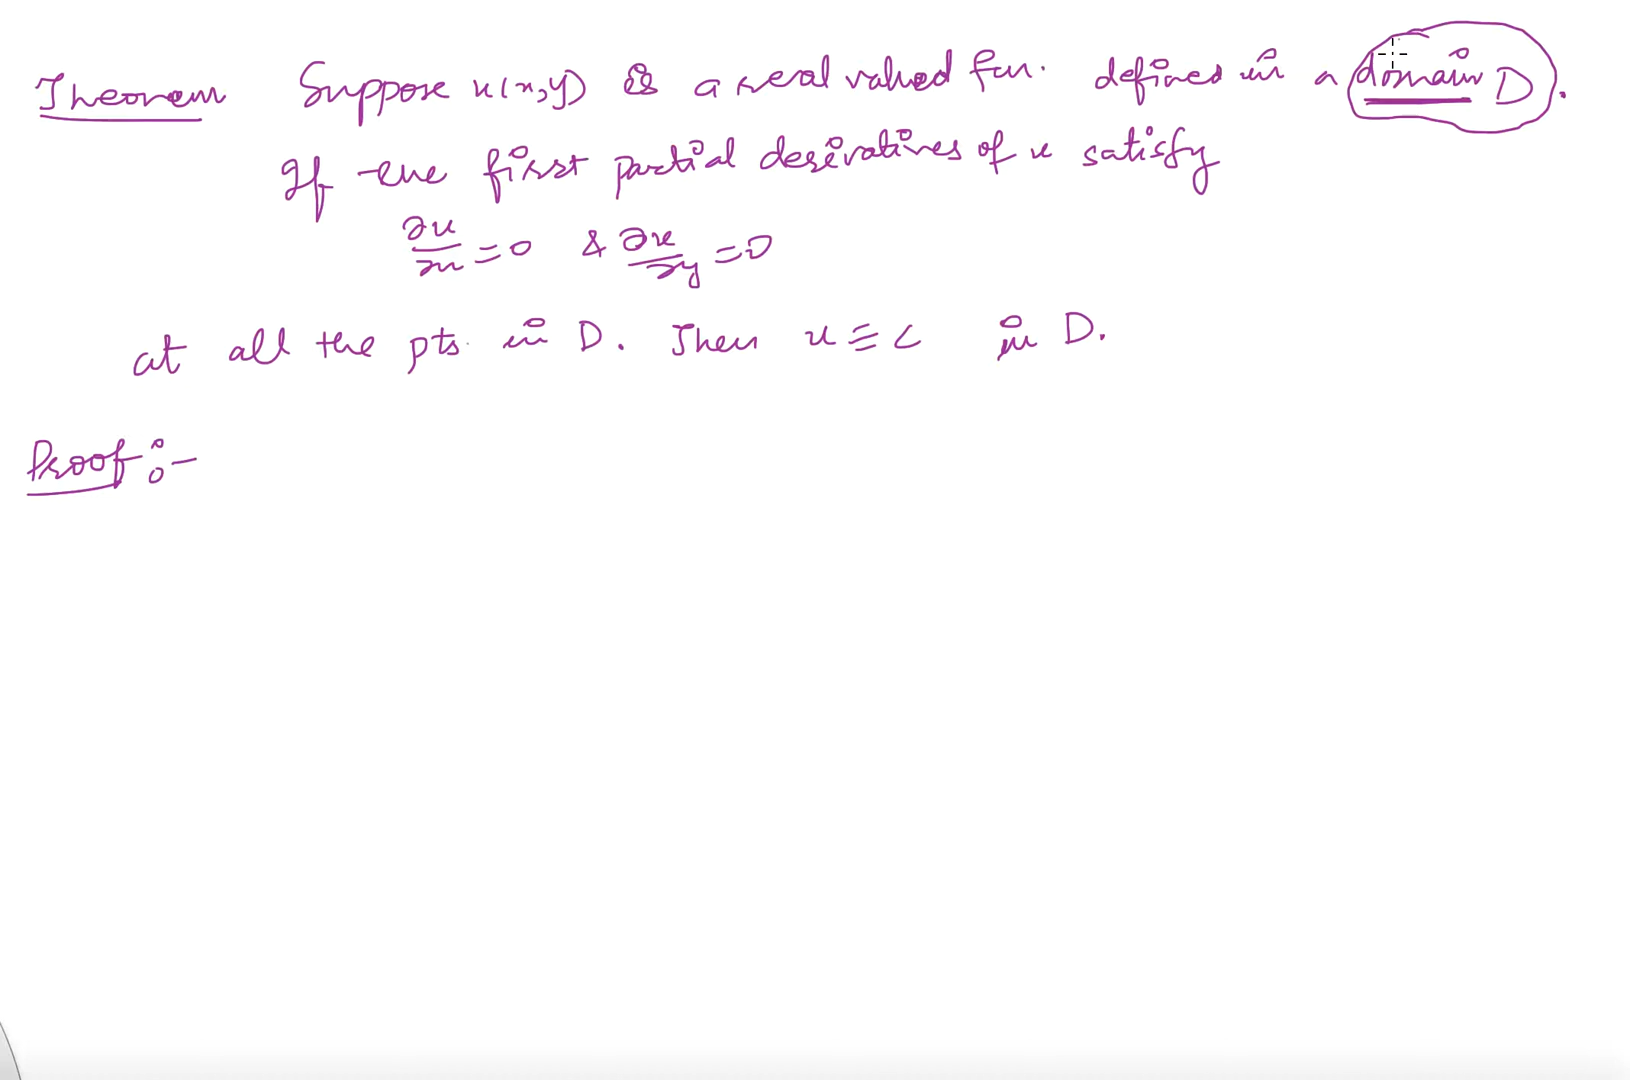 Theorem Suppose u(x,y) is a real valued fun. defined in a domain D.
If the first partial derivatives of u satisfy
∂u/∂x = 0 & ∂u/∂y = 0
at all the pts. in D. Then u ≡ c in D.
Proof :-